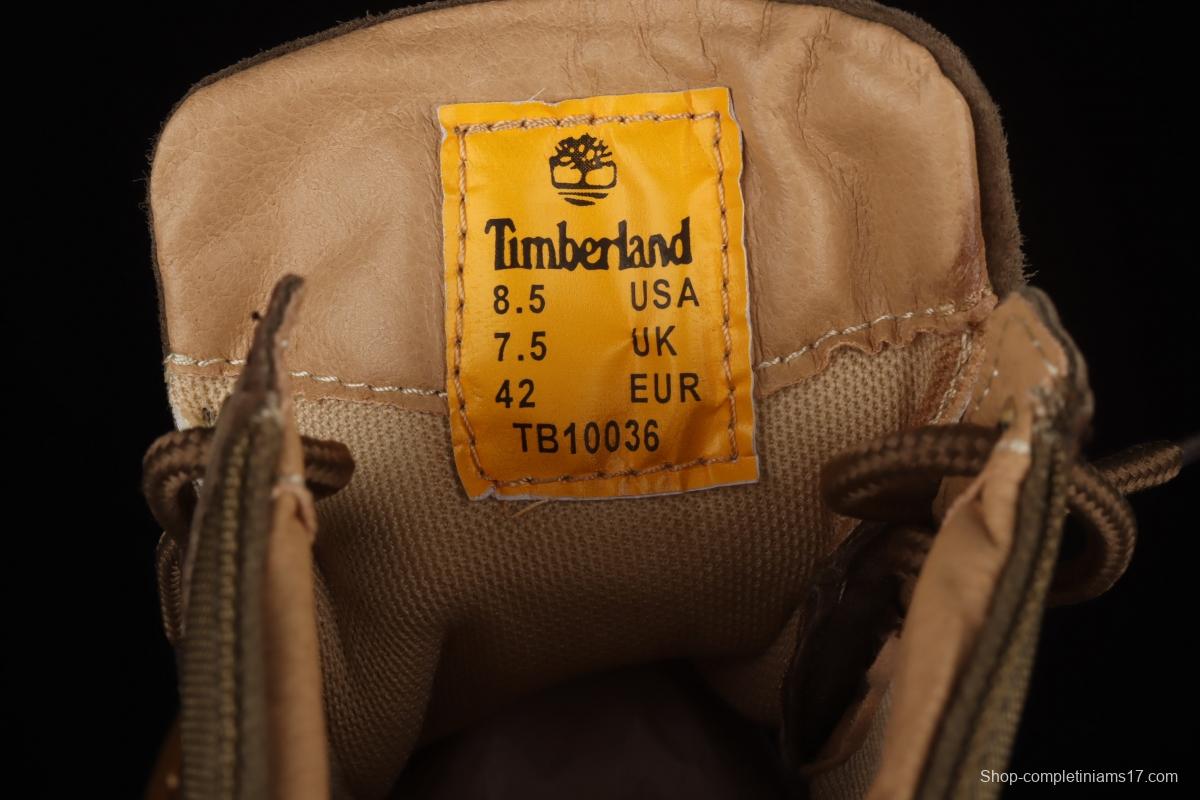 Timberland
8.5 USA
7.5 UK
42 EUR
TB10036
Shop-completiniams17.com